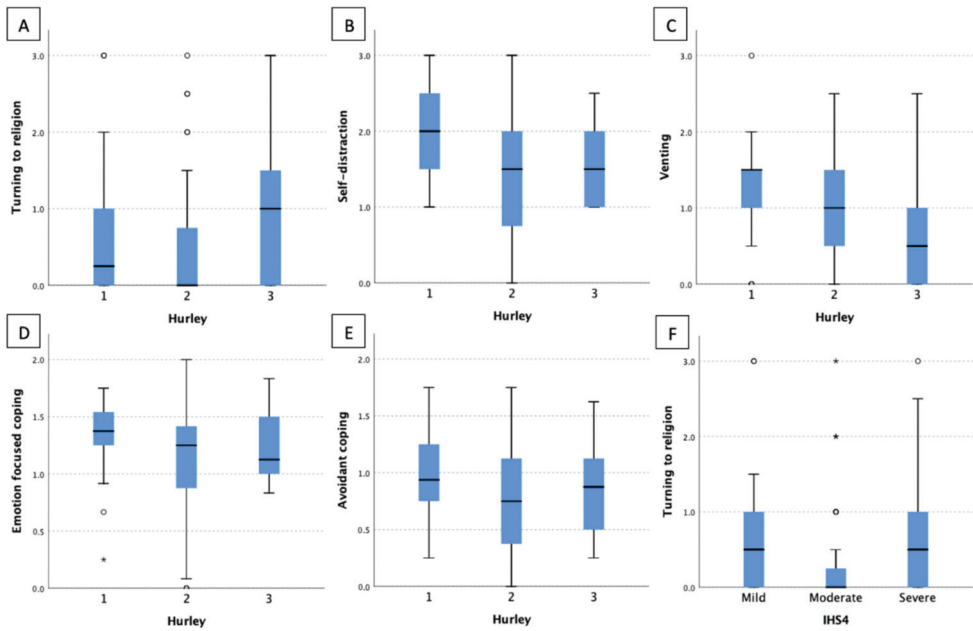 A
Turning to religion
3.0
2.0
1.0
0.0
1 2 3
Hurley
B
Self-distraction
3.0
2.0
1.0
0.0
1 2 3
Hurley
C
Venting
3.0
2.0
1.0
0.0
1 2 3
Hurley
D
Emotion focused coping
2.0
1.5
1.0
0.5
0.0
1 2 3
Hurley
E
Avoidant coping
2.0
1.5
1.0
0.5
0.0
1 2 3
Hurley
F
Turning to religion
3.0
2.0
1.0
0.0
Mild Moderate Severe
IHS4